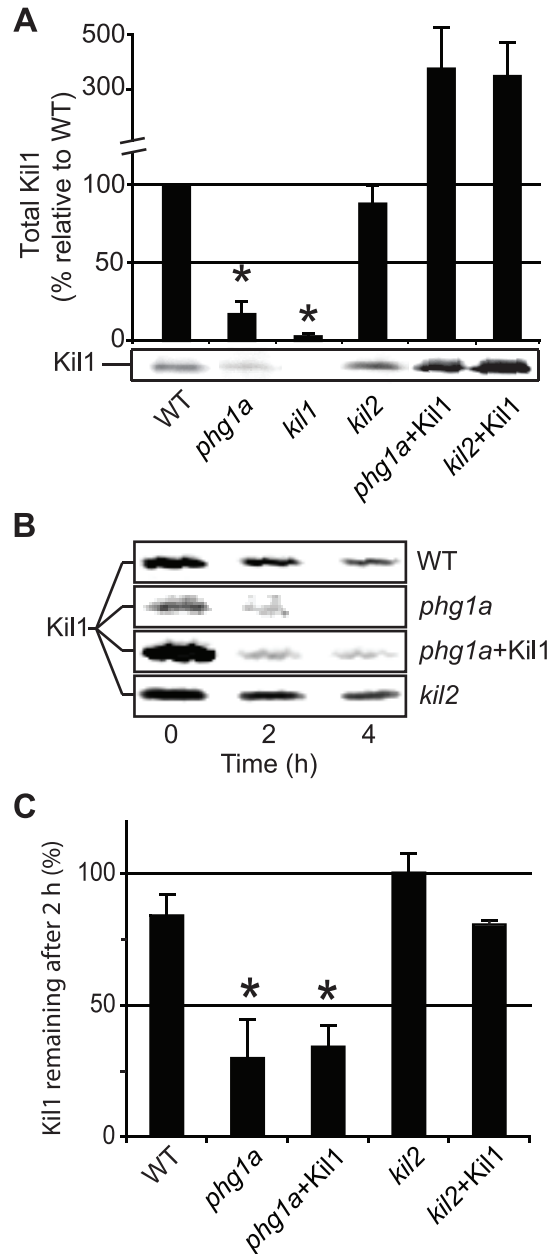 A
Total Kil1
(% relative to WT)
500
300
100
50
0
*
*
Kil1
WT
phg1a
kil1
kil2
phg1a+Kil1
kil2+Kil1
B
Kil1
WT
phg1a
phg1a+Kil1
kil2
0 2 4
Time (h)
C
Kil1 remaining after 2 h (%)
100
50
0
*
*
WT
phg1a
phg1a+Kil1
kil2
kil2+Kil1